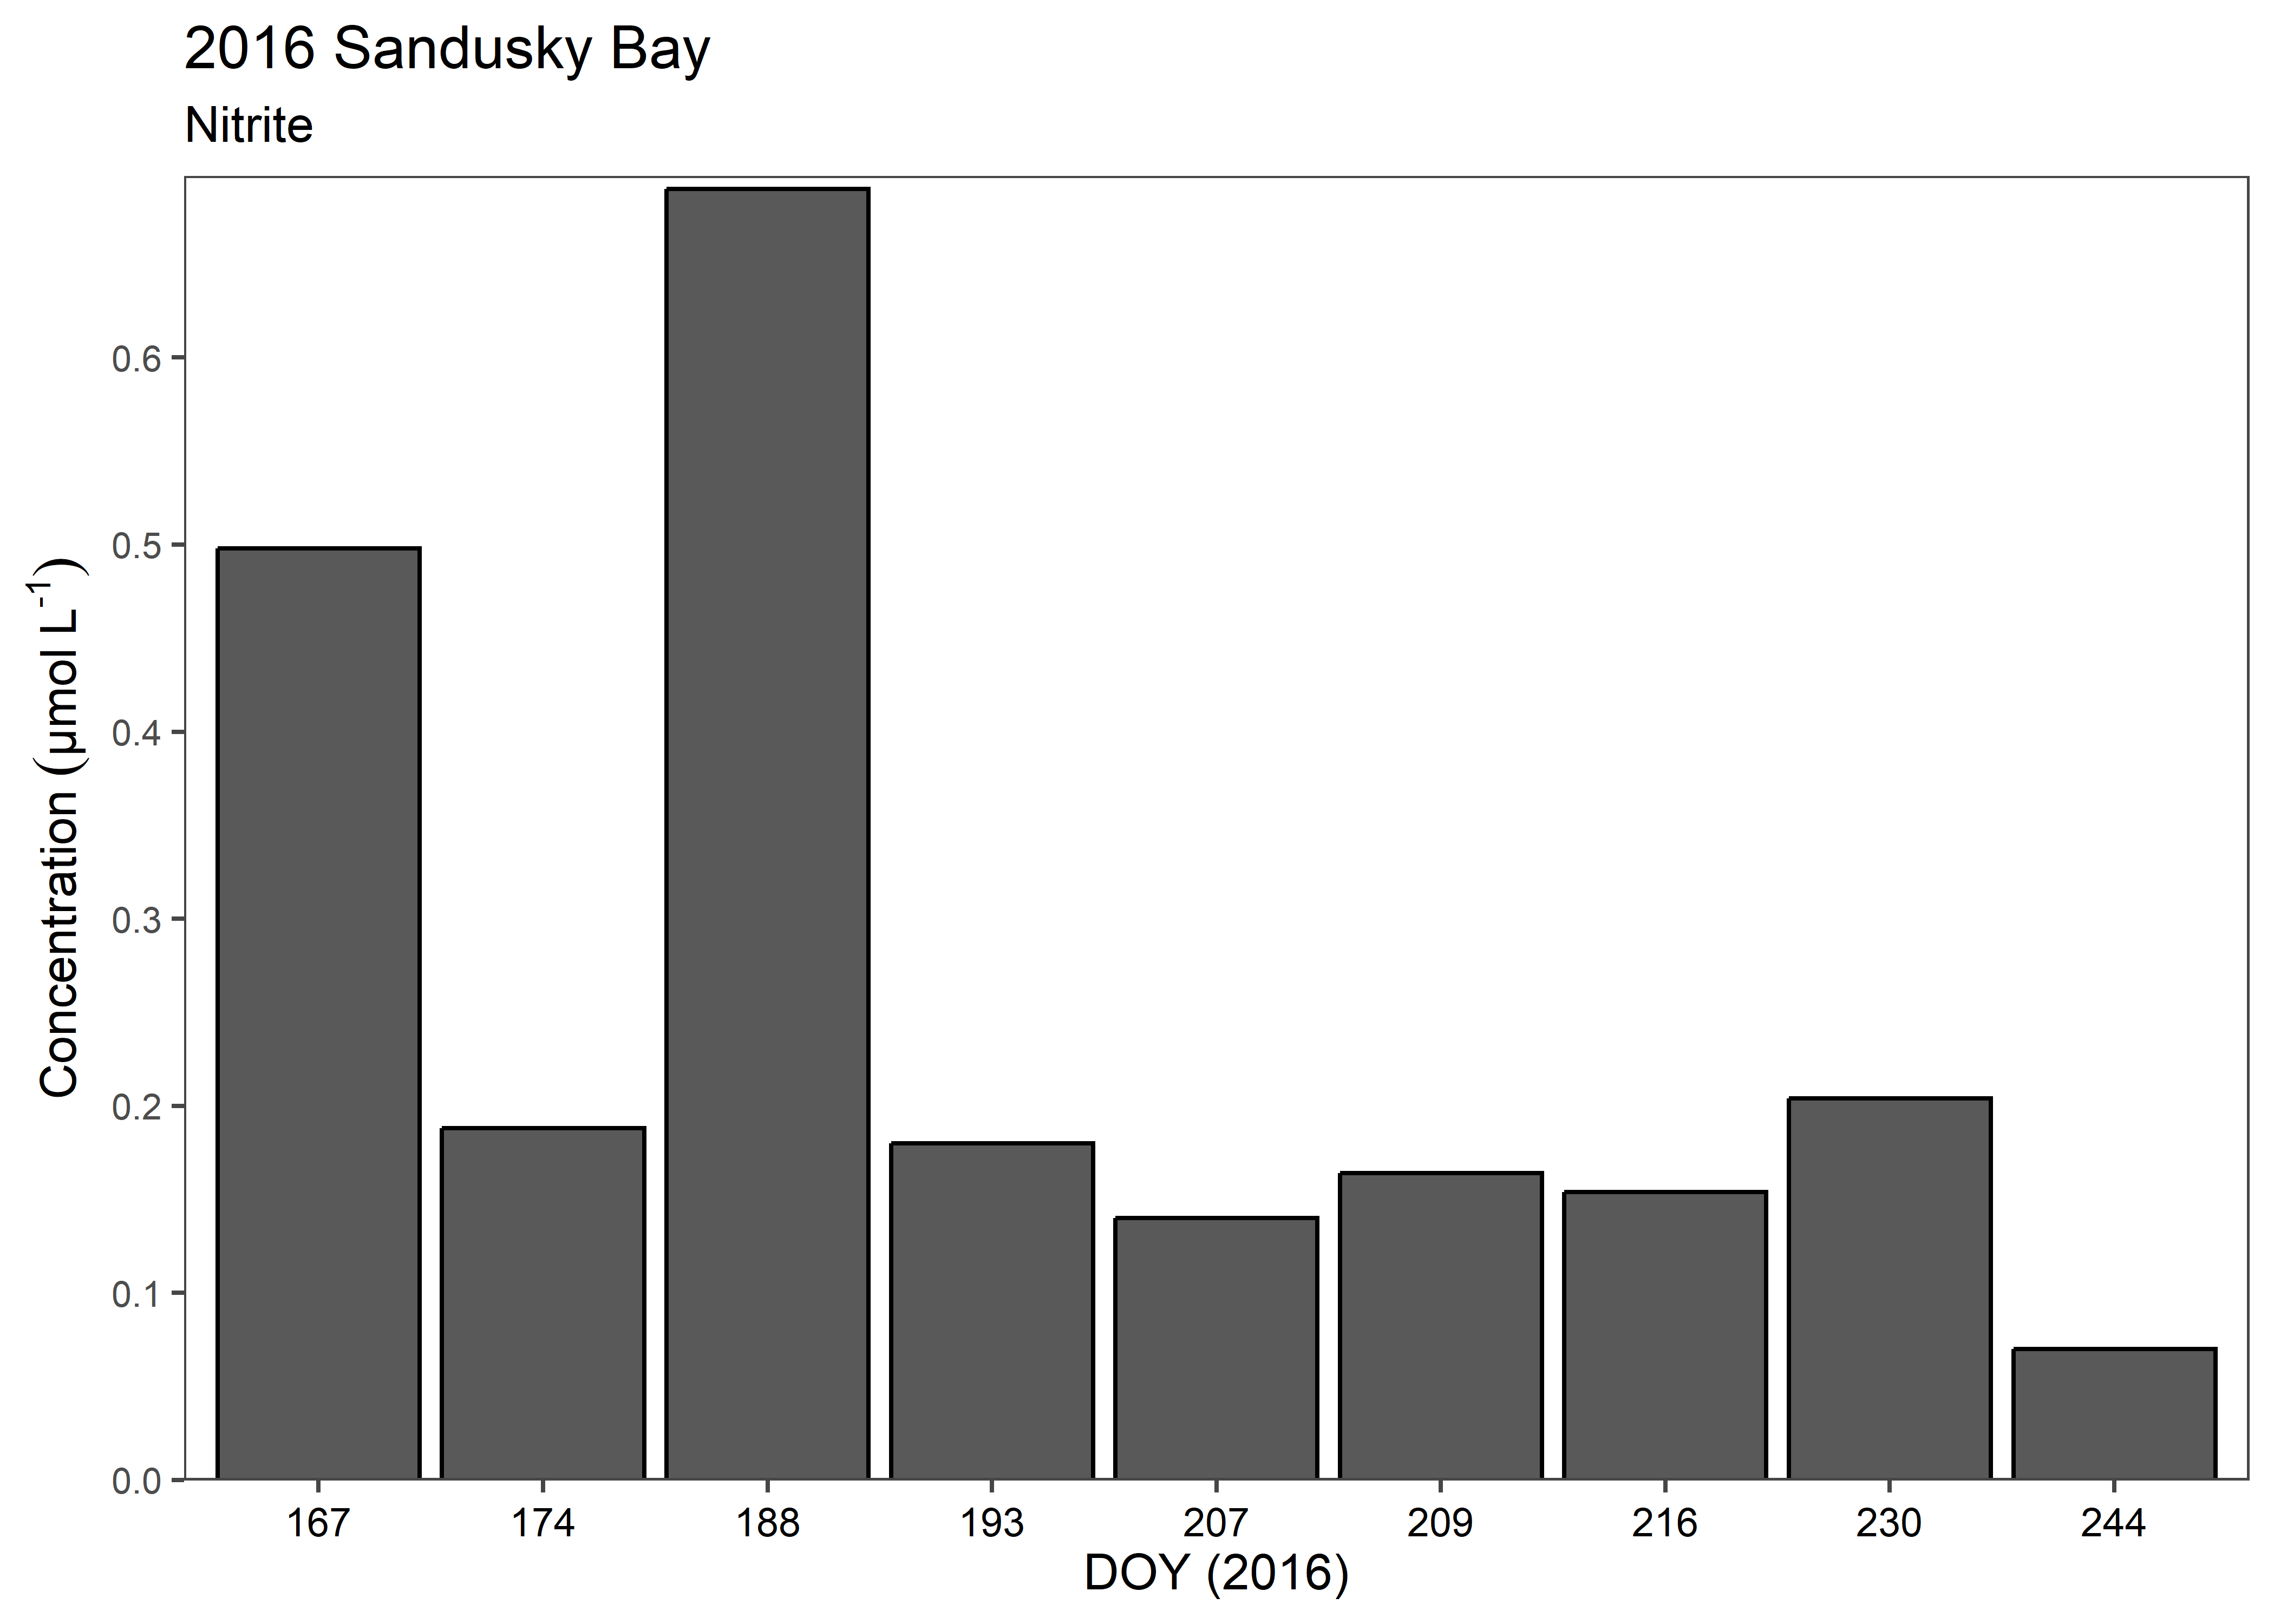 2016 Sandusky Bay
Nitrite
Concentration (µmol L⁻¹)
0.6
0.5
0.4
0.3
0.2
0.1
0.0
167 174 188 193 207 209 216 230 244
DOY (2016)